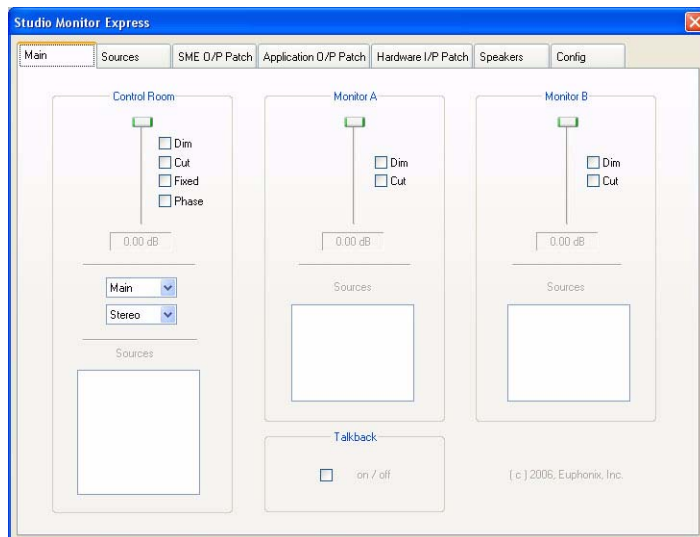 Studio Monitor Express
Main Sources SME O/P Patch Application O/P Patch Hardware I/P Patch Speakers Config
Control Room
Dim
Cut
Fixed
Phase
0.00 dB
Main
Stereo
Sources
Monitor A
Dim
Cut
0.00 dB
Sources
Talkback
on / off
Monitor B
Dim
Cut
0.00 dB
Sources
( c ) 2006, Euphonix, Inc.